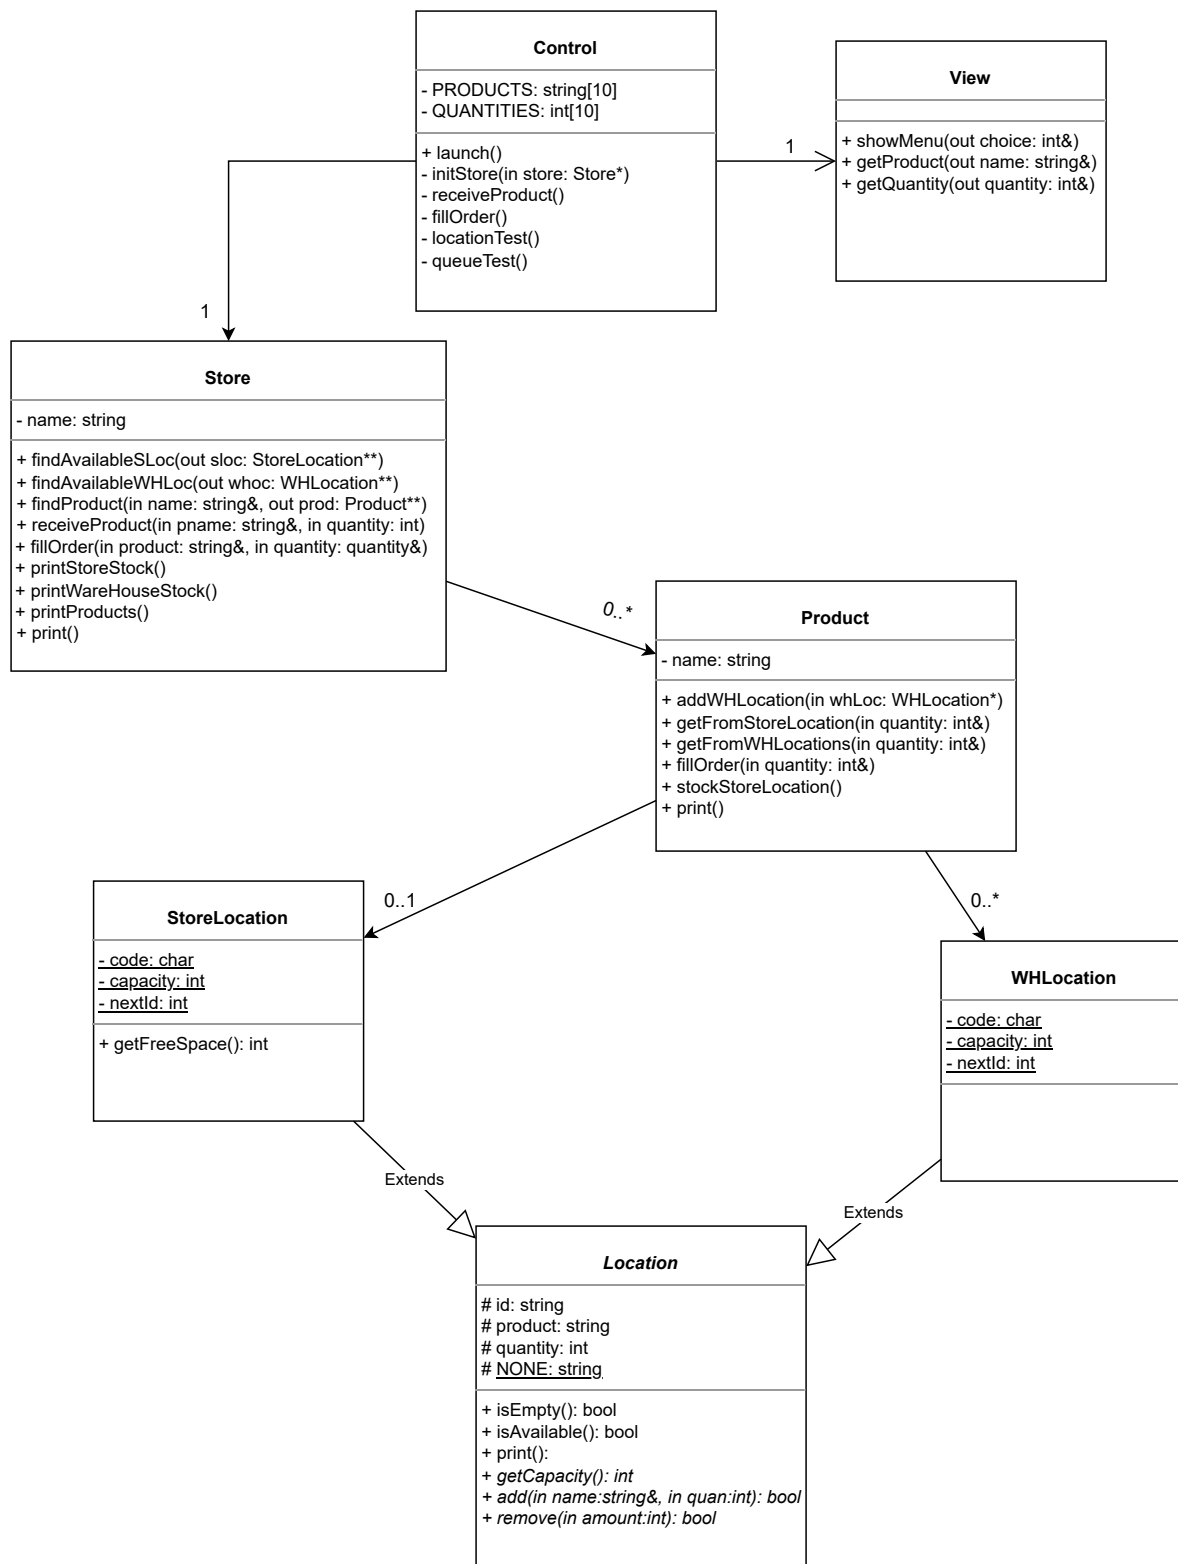 Control
- PRODUCTS: string[10]
- QUANTITIES: int[10]
+ launch()
- initStore(in store: Store*)
- receiveProduct()
- fillOrder()
- locationTest()
- queueTest()
1
View
+ showMenu(out choice: int&)
+ getProduct(out name: string&)
+ getQuantity(out quantity: int&)
1
Store
- name: string
+ findAvailableSLoc(out sloc: StoreLocation**)
+ findAvailableWHLoc(out whoc: WHLocation**)
+ findProduct(in name: string&, out prod: Product**)
+ receiveProduct(in pname: string&, in quantity: int)
+ fillOrder(in product: string&, in quantity: quantity&)
+ printStoreStock()
+ printWareHouseStock()
+ printProducts()
+ print()
0..*
Product
- name: string
+ addWHLocation(in whLoc: WHLocation*)
+ getFromStoreLocation(in quantity: int&)
+ getFromWHLocations(in quantity: int&)
+ fillOrder(in quantity: int&)
+ stockStoreLocation()
+ print()
0..1
0..*
StoreLocation
- code: char
- capacity: int
- nextId: int
+ getFreeSpace(): int
WHLocation
- code: char
- capacity: int
- nextId: int
Extends
Extends
Location
# id: string
# product: string
# quantity: int
# NONE: string
+ isEmpty(): bool
+ isAvailable(): bool
+ print():
+ getCapacity(): int
+ add(in name:string&, in quan:int): bool
+ remove(in amount:int): bool